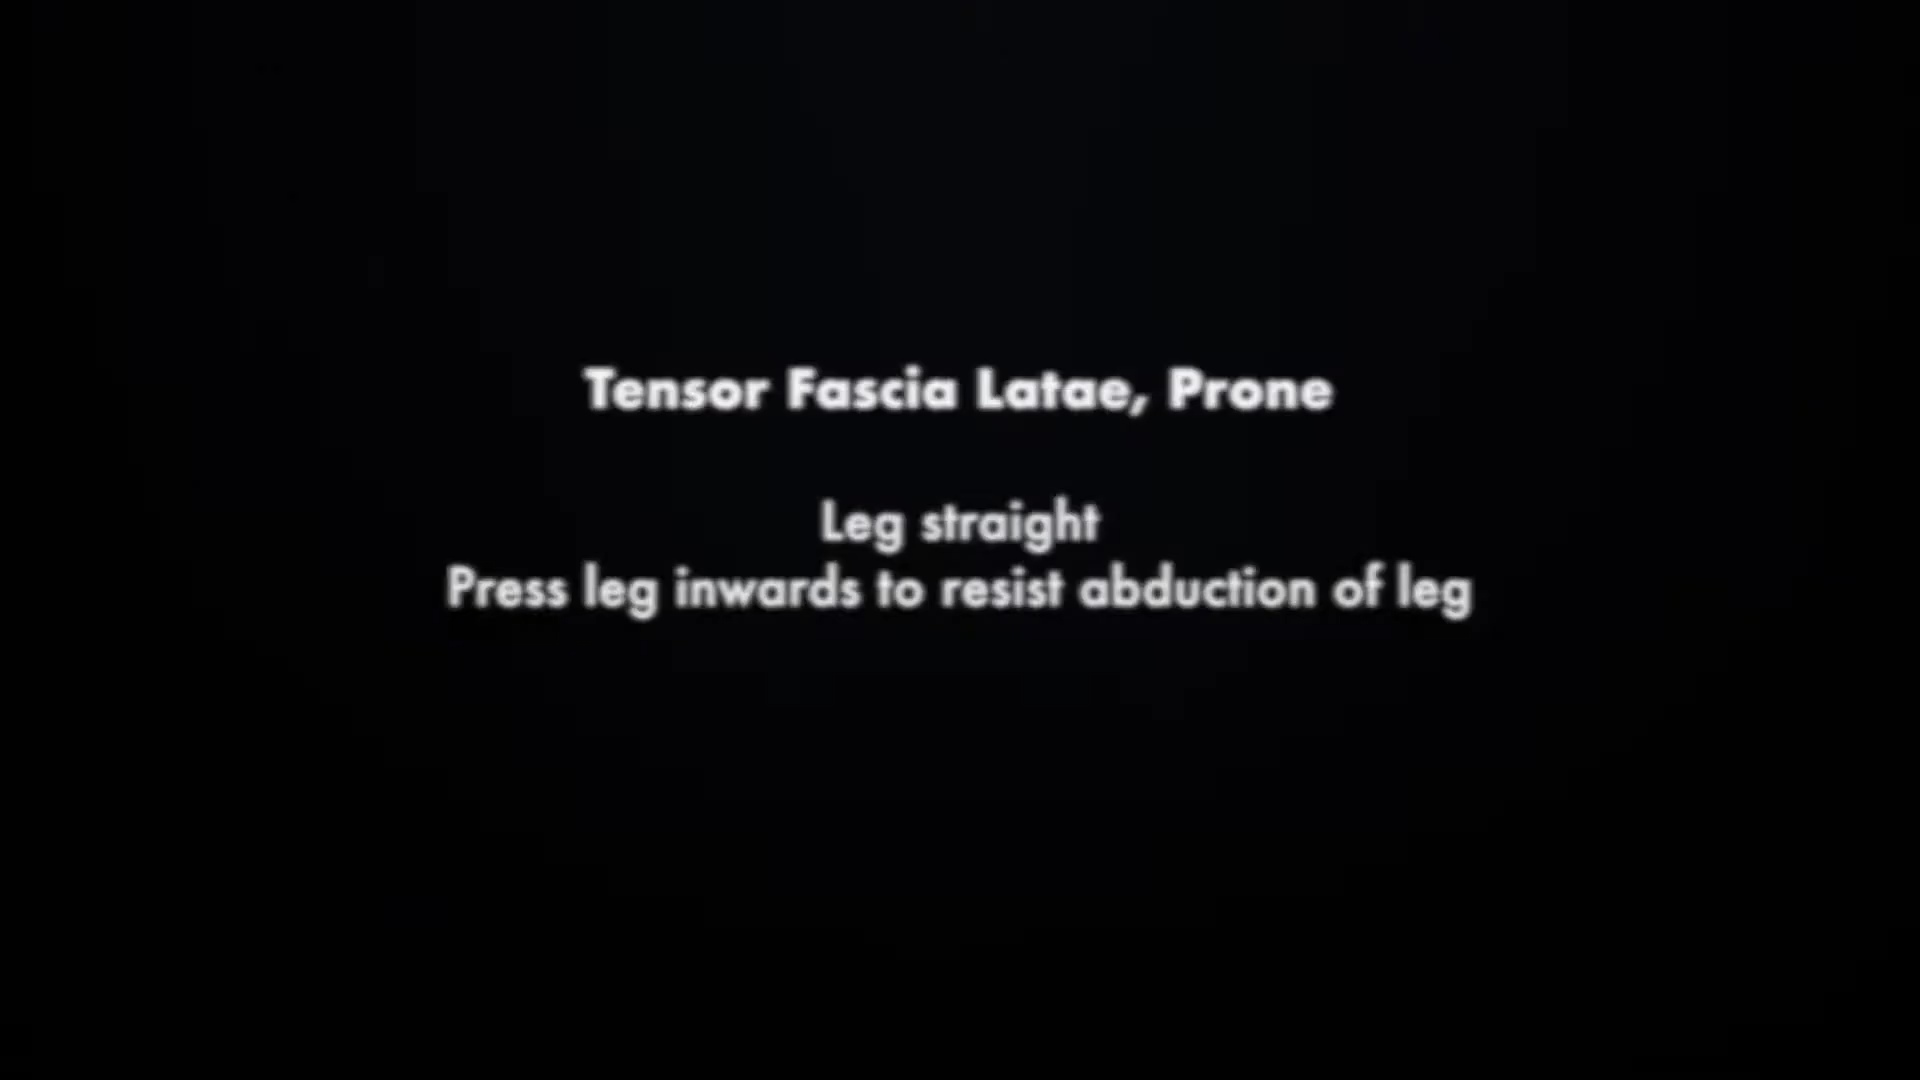 Tensor Fascia Latae, Prone
Leg straight
Press leg inwards to resist abduction of leg